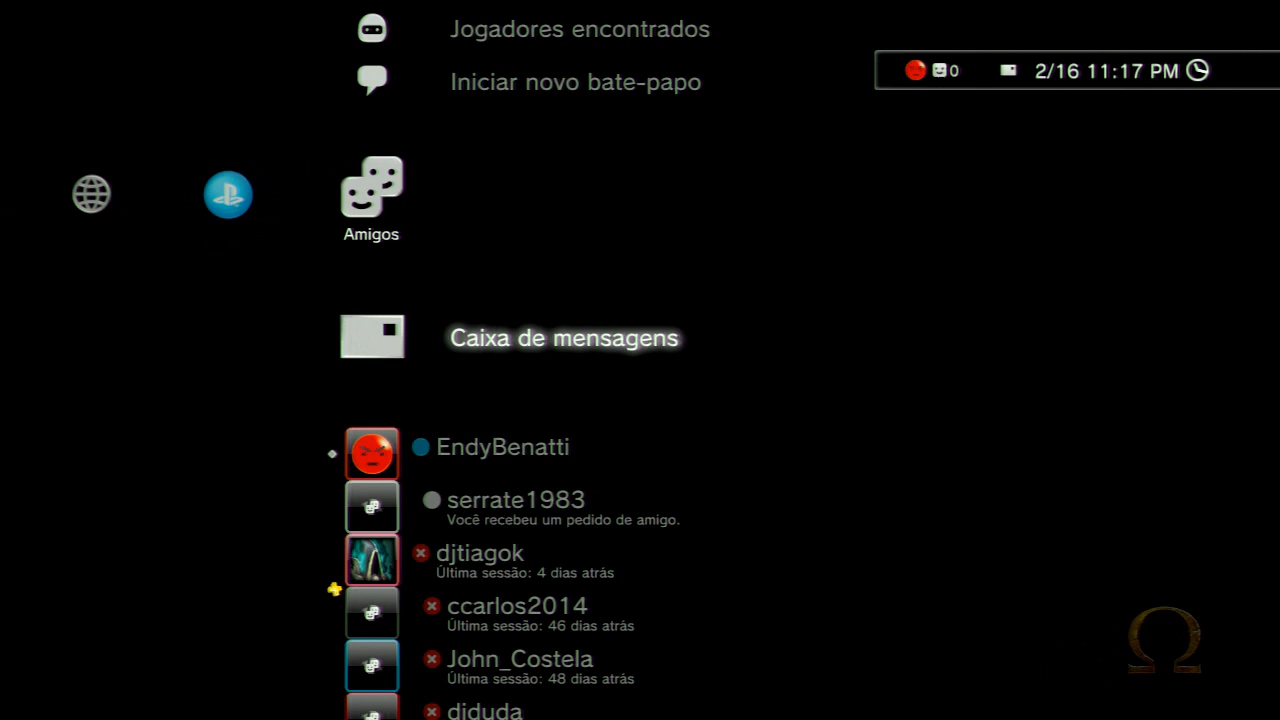 Jogadores encontrados
0 2/16 11:17 PM
Iniciar novo bate-papo
Amigos
Caixa de mensagens
EndyBenatti
serrate1983
Você recebeu um pedido de amigo.
djtiagok
Última sessão: 4 dias atrás
ccarlos2014
Última sessão: 46 dias atrás
John_Costela
Última sessão: 48 dias atrás
djduda
Ω